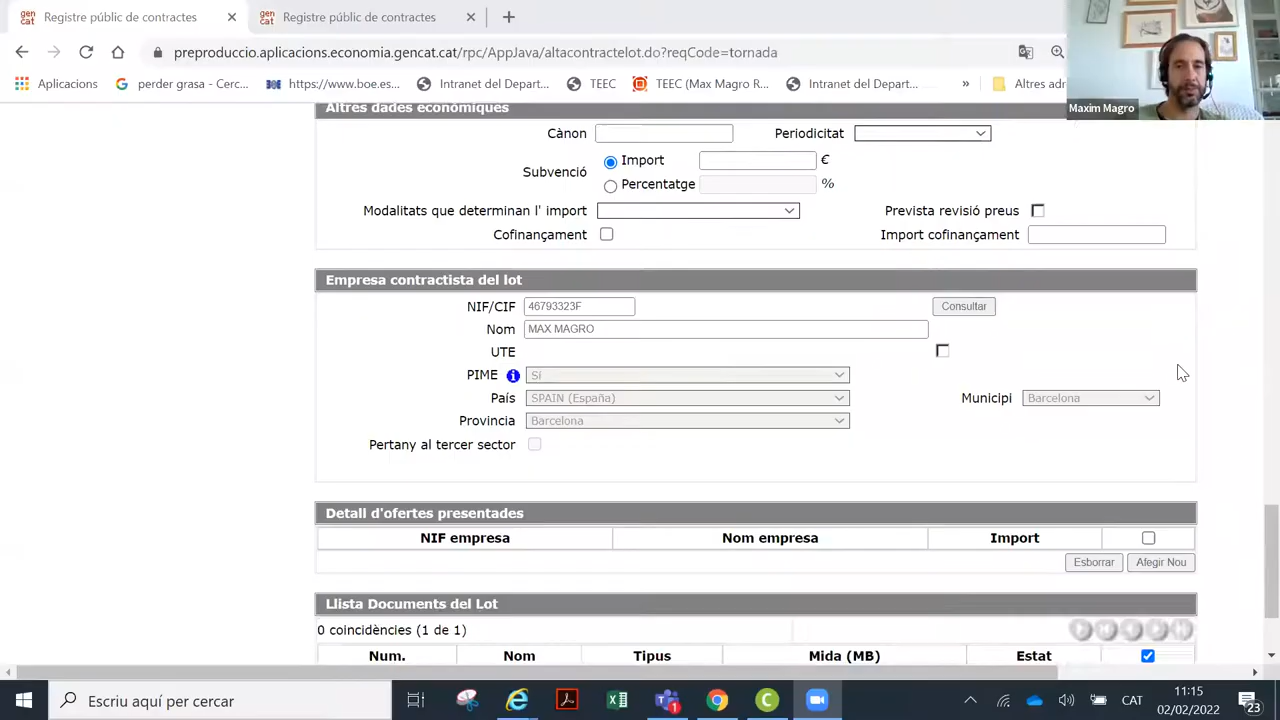 gen cat Registre públic de contractes
gen cat Registre públic de contractes
preproduccio.aplicacions.economia.gencat.cat/rpc/AppJava/altacontractelot.do?reqCode=tornada
Aplicacions perder grasa - Cerc... https://www.boe.es... Intranet del Depart... TEEC TEEC (Max Magro R... Intranet del Depart... » Altres adr
Maxim Magro
Altres dades econòmiques
Cànon Periodicitat
Subvenció
Import €
Percentatge %
Modalitats que determinan l' import Prevista revisió preus
Cofinançament Import cofinançament
Empresa contractista del lot
NIF/CIF 46793323F Consultar
Nom MAX MAGRO
UTE
PIME i Sí
País SPAIN (España) Municipi Barcelona
Provincia Barcelona
Pertany al tercer sector
Detall d'ofertes presentades
NIF empresa Nom empresa Import
Esborrar Afegir Nou
Llista Documents del Lot
0 coincidències (1 de 1)
Num. Nom Tipus Mida (MB) Estat
Escriu aquí per cercar
CAT
11:15
02/02/2022
23